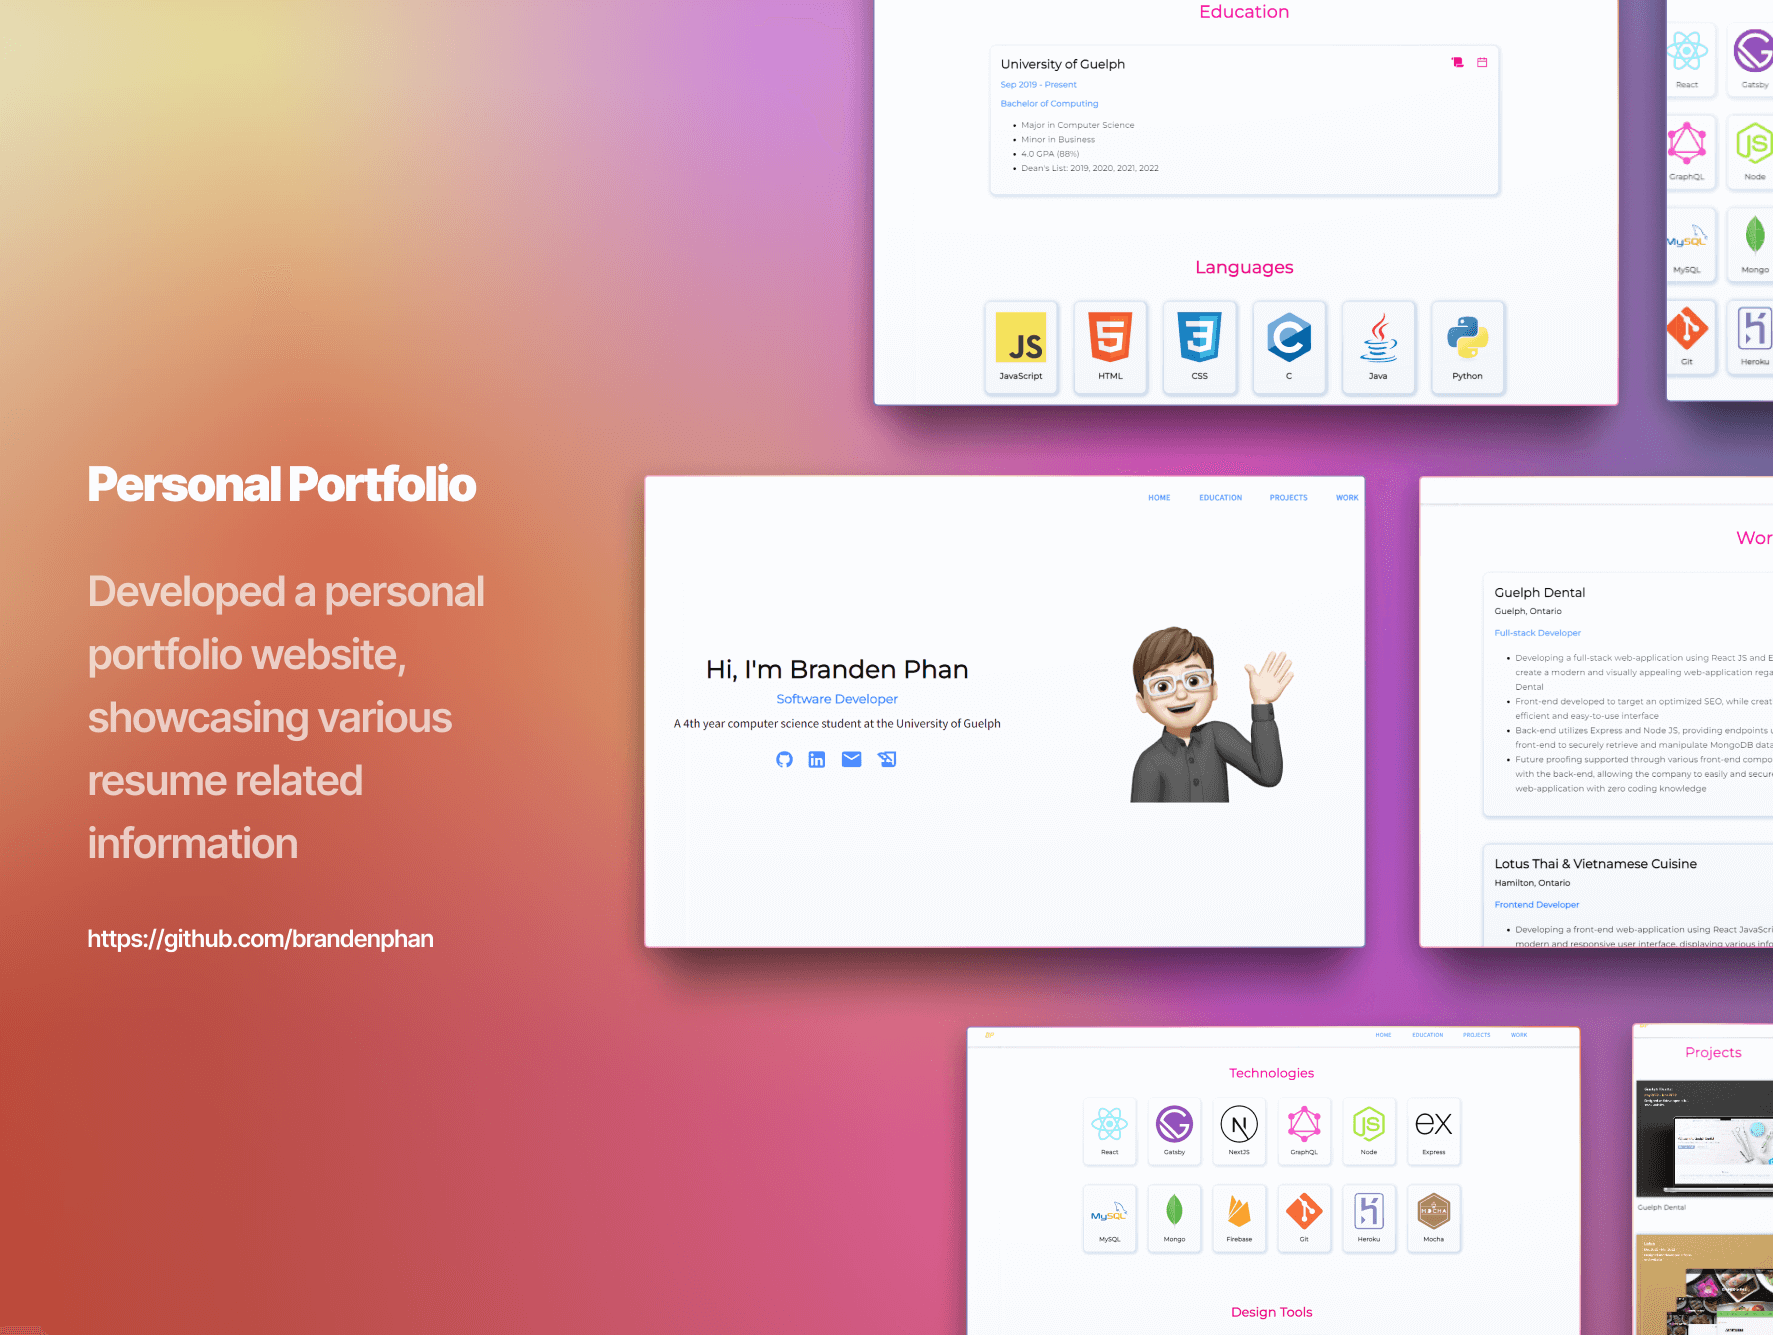 Personal Portfolio
Developed a personal
portfolio website,
showcasing various
resume related
information
https://github.com/brandenphan
Education
University of Guelph
Sep 2019 - Present
Bachelor of Computing
Major in Computer Science
Minor in Business
4.0 GPA (88%)
Dean's List: 2019, 2020, 2021, 2022
Languages
JS
JavaScript
HTML
CSS
C
Java
Python
React
Gatsby
GraphQL
Node
MySQL
MySQL
Mongo
Git
Heroku
HOME EDUCATION PROJECTS WORK
Hi, I'm Branden Phan
Software Developer
A 4th year computer science student at the University of Guelph
Wor
Guelph Dental
Guelph, Ontario
Full-stack Developer
Developing a full-stack web-application using React JS and E
create a modern and visually appealing web-application rega
Dental
Front-end developed to target an optimized SEO, while creat
efficient and easy-to-use interface
Back-end utilizes Express and Node JS, providing endpoints
front-end to securely retrieve and manipulate MongoDB data
Future proofing supported through various front-end compo
with the back-end, allowing the company to easily and secure
web-application with zero coding knowledge
Lotus Thai & Vietnamese Cuisine
Hamilton, Ontario
Frontend Developer
Developing a front-end web-application using React JavaScri
modern and responsive user interface, displaying various info
HOME EDUCATION PROJECTS WORK
Technologies
React
Gatsby
N
NextJS
GraphQL
JS
Node
ex
Express
MySQL
MySQL
Mongo
Firebase
Git
Heroku
MOCHA
Mocha
Design Tools
Projects
Guelph Dental